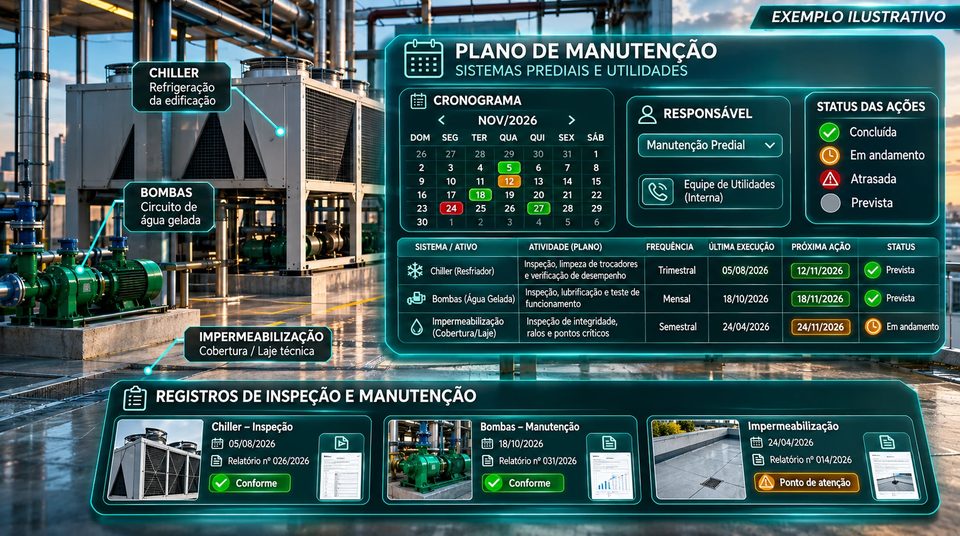 EXEMPLO ILUSTRATIVO
CHILLER
Refrigeração
da edificação
BOMBAS
Circuito de
água gelada
IMPERMEABILIZAÇÃO
Cobertura / Laje técnica
PLANO DE MANUTENÇÃO
SISTEMAS PREDIAIS E UTILIDADES
CRONOGRAMA
NOV/2026
DOM SEG TER QUA QUI SEX SÁB
26 27 28 29 30 31 1
2 3 4 5 6 7 8
9 10 11 12 13 14 15
16 17 18 19 20 21 22
23 24 25 26 27 28 29
30 1 2 3 4 5 6
RESPONSÁVEL
Manutenção Predial
Equipe de Utilidades
(Interna)
STATUS DAS AÇÕES
Concluída
Em andamento
Atrasada
Prevista
SISTEMA / ATIVO ATIVIDADE (PLANO) FREQUÊNCIA ÚLTIMA EXECUÇÃO PRÓXIMA AÇÃO STATUS
Chiller (Resfriador) Inspeção, limpeza de trocadores e verificação de desempenho Trimestral 05/08/2026 12/11/2026 Prevista
Bombas (Água Gelada) Inspeção, lubrificação e teste de funcionamento Mensal 18/10/2026 18/11/2026 Prevista
Impermeabilização (Cobertura/Laje) Inspeção de integridade, ralos e pontos críticos Semestral 24/04/2026 24/11/2026 Em andamento
REGISTROS DE INSPEÇÃO E MANUTENÇÃO
Chiller – Inspeção
05/08/2026
Relatório nº 026/2026
Conforme
Bombas – Manutenção
18/10/2026
Relatório nº 031/2026
Conforme
Impermeabilização
24/04/2026
Relatório nº 014/2026
Ponto de atenção